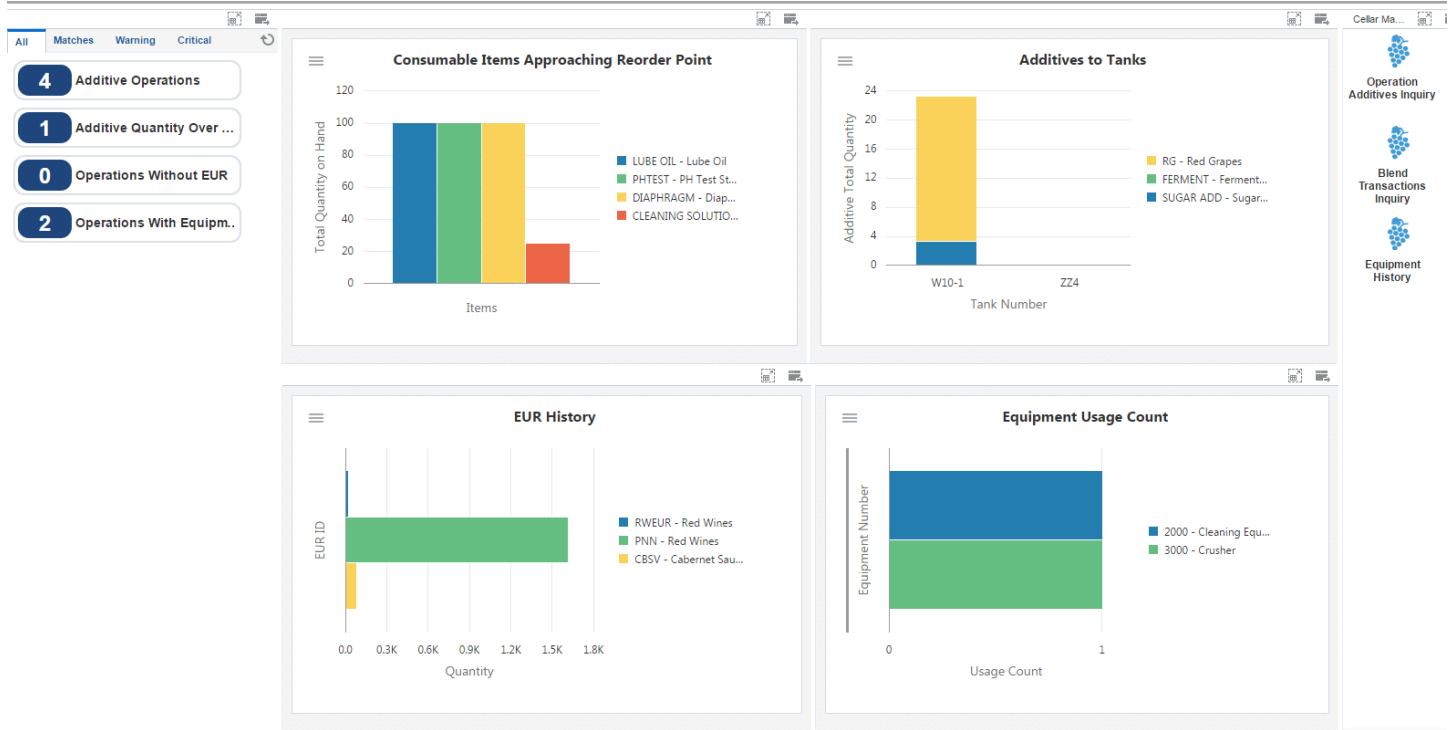 All Matches Warning Critical
4 Additive Operations
1 Additive Quantity Over ...
0 Operations Without EUR
2 Operations With Equipm..
Consumable Items Approaching Reorder Point
Total Quantity on Hand
120
100
80
60
40
20
0
Items
LUBE OIL - Lube Oil
PHTEST - PH Test St...
DIAPHRAGM - Diap...
CLEANING SOLUTIO...
Additives to Tanks
Additive Total Quantity
24
20
16
12
8
4
0
W10-1 ZZ4
Tank Number
RG - Red Grapes
FERMENT - Ferment...
SUGAR ADD - Sugar...
Cellar Ma...
Operation
Additives Inquiry
Blend
Transactions
Inquiry
Equipment
History
EUR History
EUR ID
0.0 0.3K 0.6K 0.9K 1.2K 1.5K 1.8K
Quantity
RWEUR - Red Wines
PNN - Red Wines
CBSV - Cabernet Sau...
Equipment Usage Count
Equipment Number
0 1
Usage Count
2000 - Cleaning Equ...
3000 - Crusher